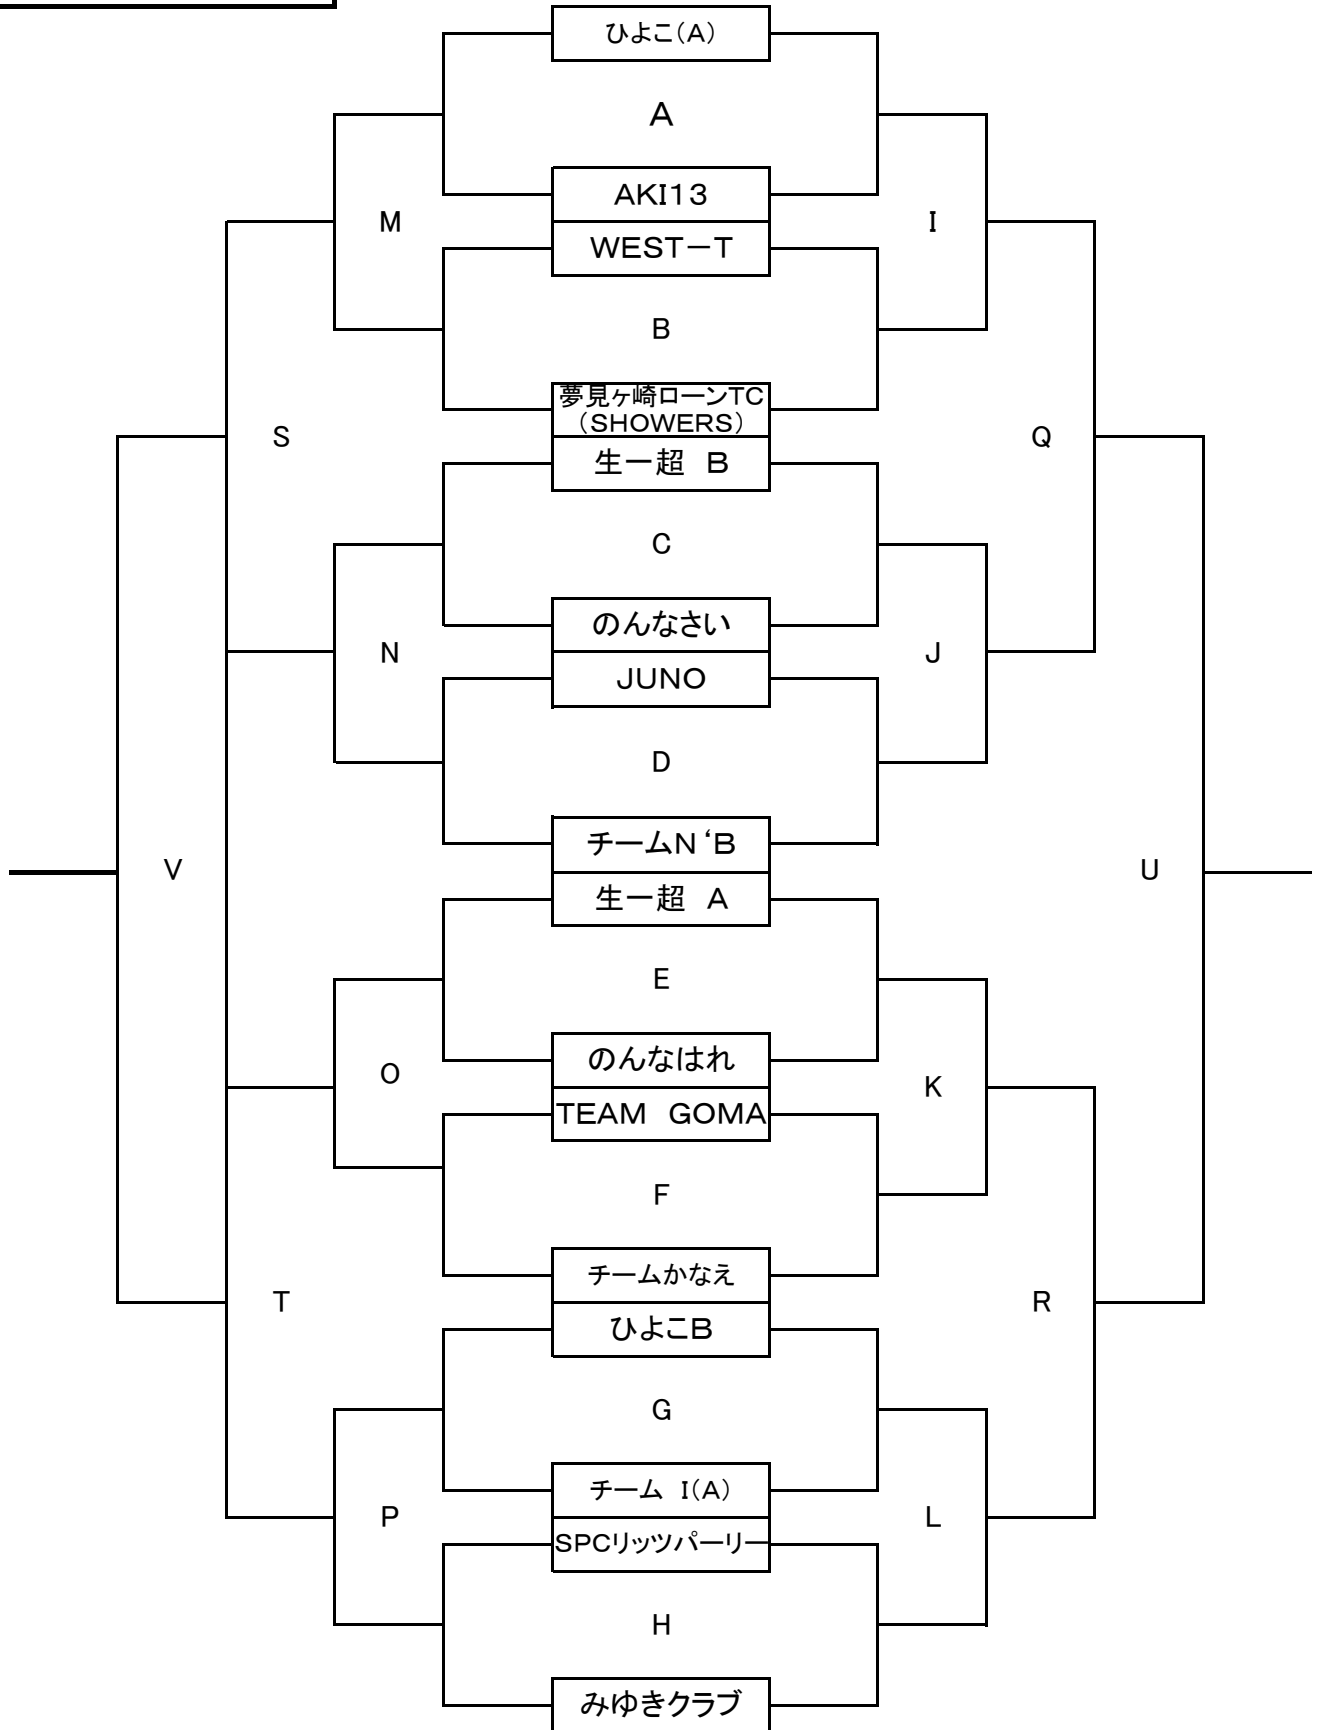 ひよこ(A)
A
AKI13
M
I
WEST－T
B
夢見ヶ崎ローンTC
(SHOWERS)
S
Q
生一超　B
C
のんなさい
N
J
JUNO
D
チームN‘B
V
U
生一超　A
E
のんなはれ
O
K
TEAM　GOMA
F
チームかなえ
T
R
ひよこB
G
チーム　I(A)
P
L
SPCリッツパーリー
H
みゆきクラブ